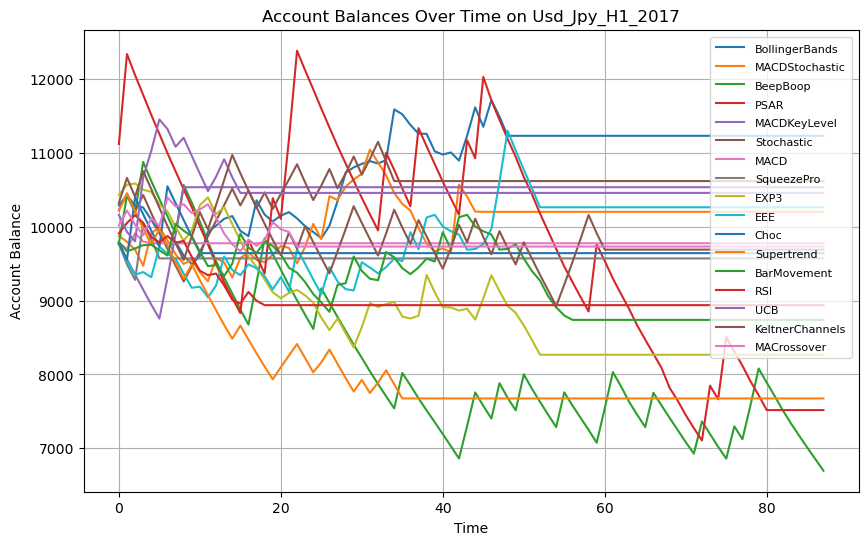 Account Balances Over Time on Usd_Jpy_H1_2017
Account Balance
12000
11000
10000
9000
8000
7000
0
20
40
60
80
Time
BollingerBands
MACDStochastic
BeepBoop
PSAR
MACDKeyLevel
Stochastic
MACD
SqueezePro
EXP3
EEE
Choc
Supertrend
BarMovement
RSI
UCB
KeltnerChannels
MACrossover